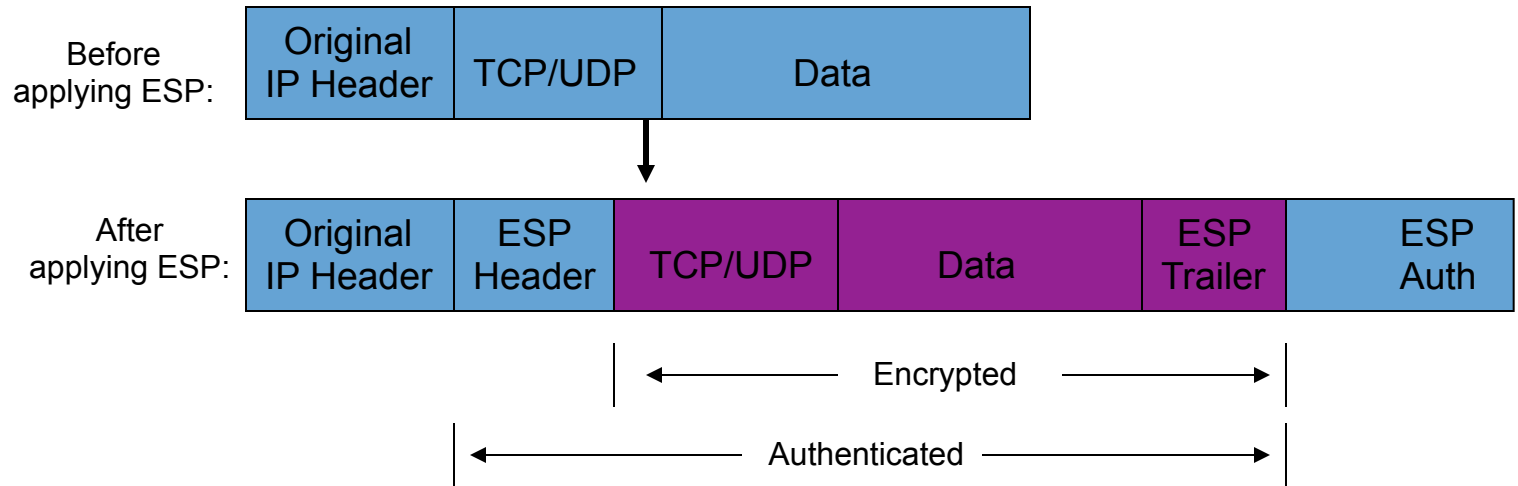 Before
applying ESP:
Original
IP Header
TCP/UDP
Data
After
applying ESP:
Original
IP Header
ESP
Header
TCP/UDP
Data
ESP
Trailer
ESP
Auth
Encrypted
Authenticated